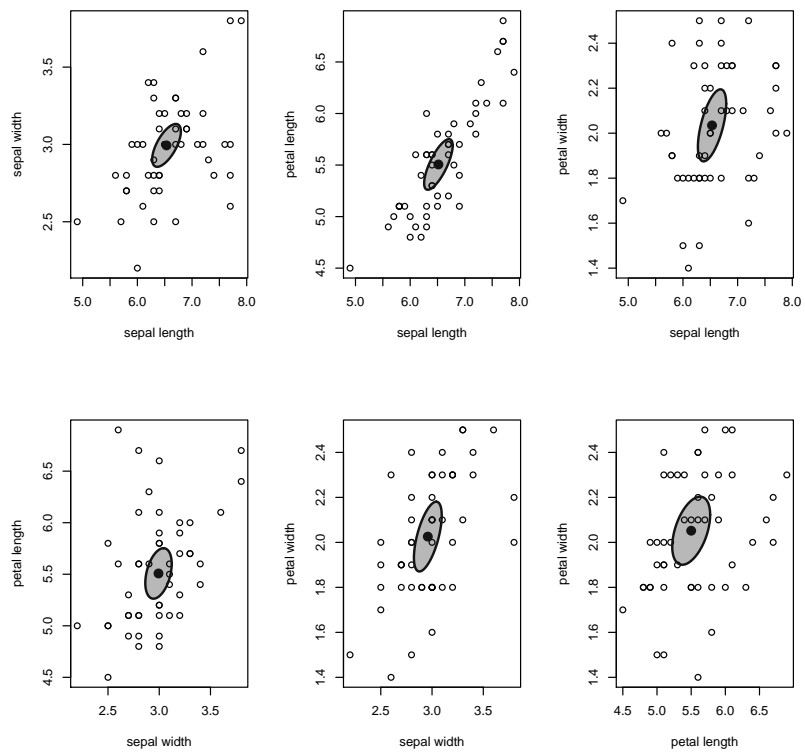 sepal width
2.5 3.0 3.5
5.0 6.0 7.0 8.0
sepal length
petal length
4.5 5.0 5.5 6.0 6.5
5.0 6.0 7.0 8.0
sepal length
petal width
1.4 1.6 1.8 2.0 2.2 2.4
5.0 6.0 7.0 8.0
sepal length
petal length
4.5 5.0 5.5 6.0 6.5
2.5 3.0 3.5
sepal width
petal width
1.4 1.6 1.8 2.0 2.2 2.4
2.5 3.0 3.5
sepal width
petal width
1.4 1.6 1.8 2.0 2.2 2.4
4.5 5.5 6.5
petal length